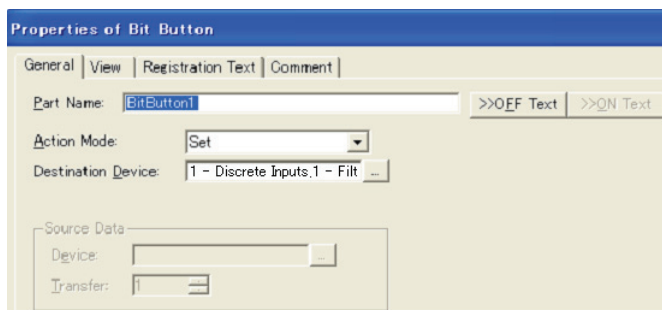 Properties of Bit Button
General View Registration Text Comment
Part Name: BitButton1 >>OFF Text >>ON Text
Action Mode: Set
Destination Device: 1 - Discrete Inputs.1 - Filt ...
Source Data
Device: ...
Transfer: 1